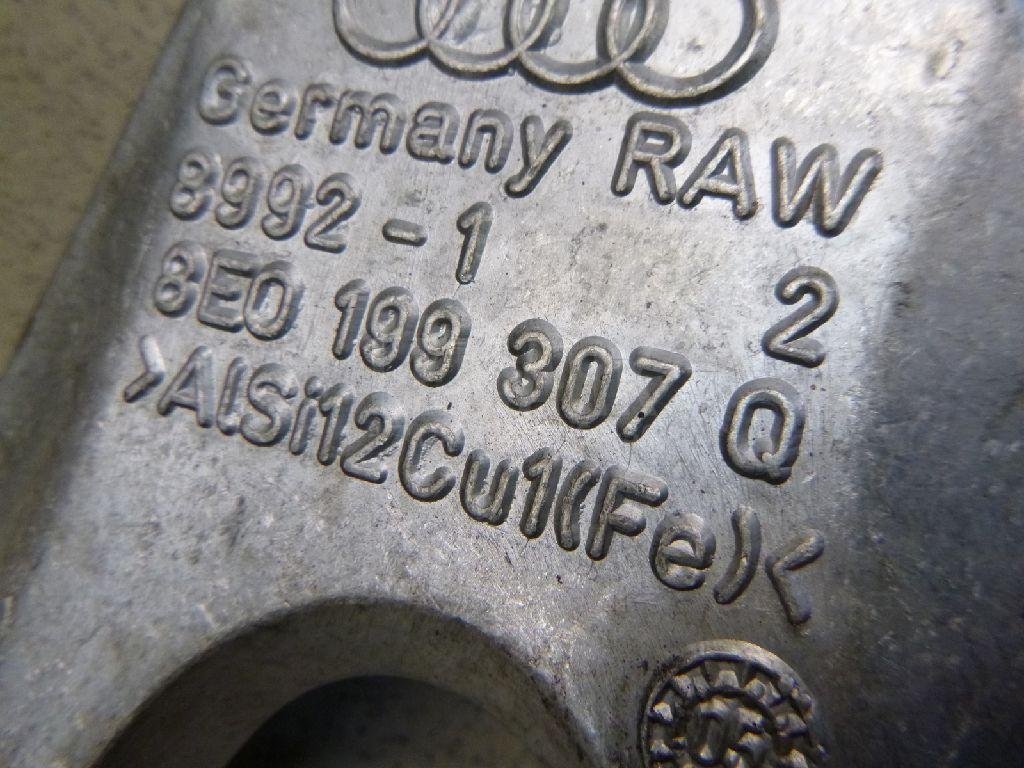 Germany RAW
8992-1 2
8E0 199 307 Q
>AlSi12Cu1(Fe)<